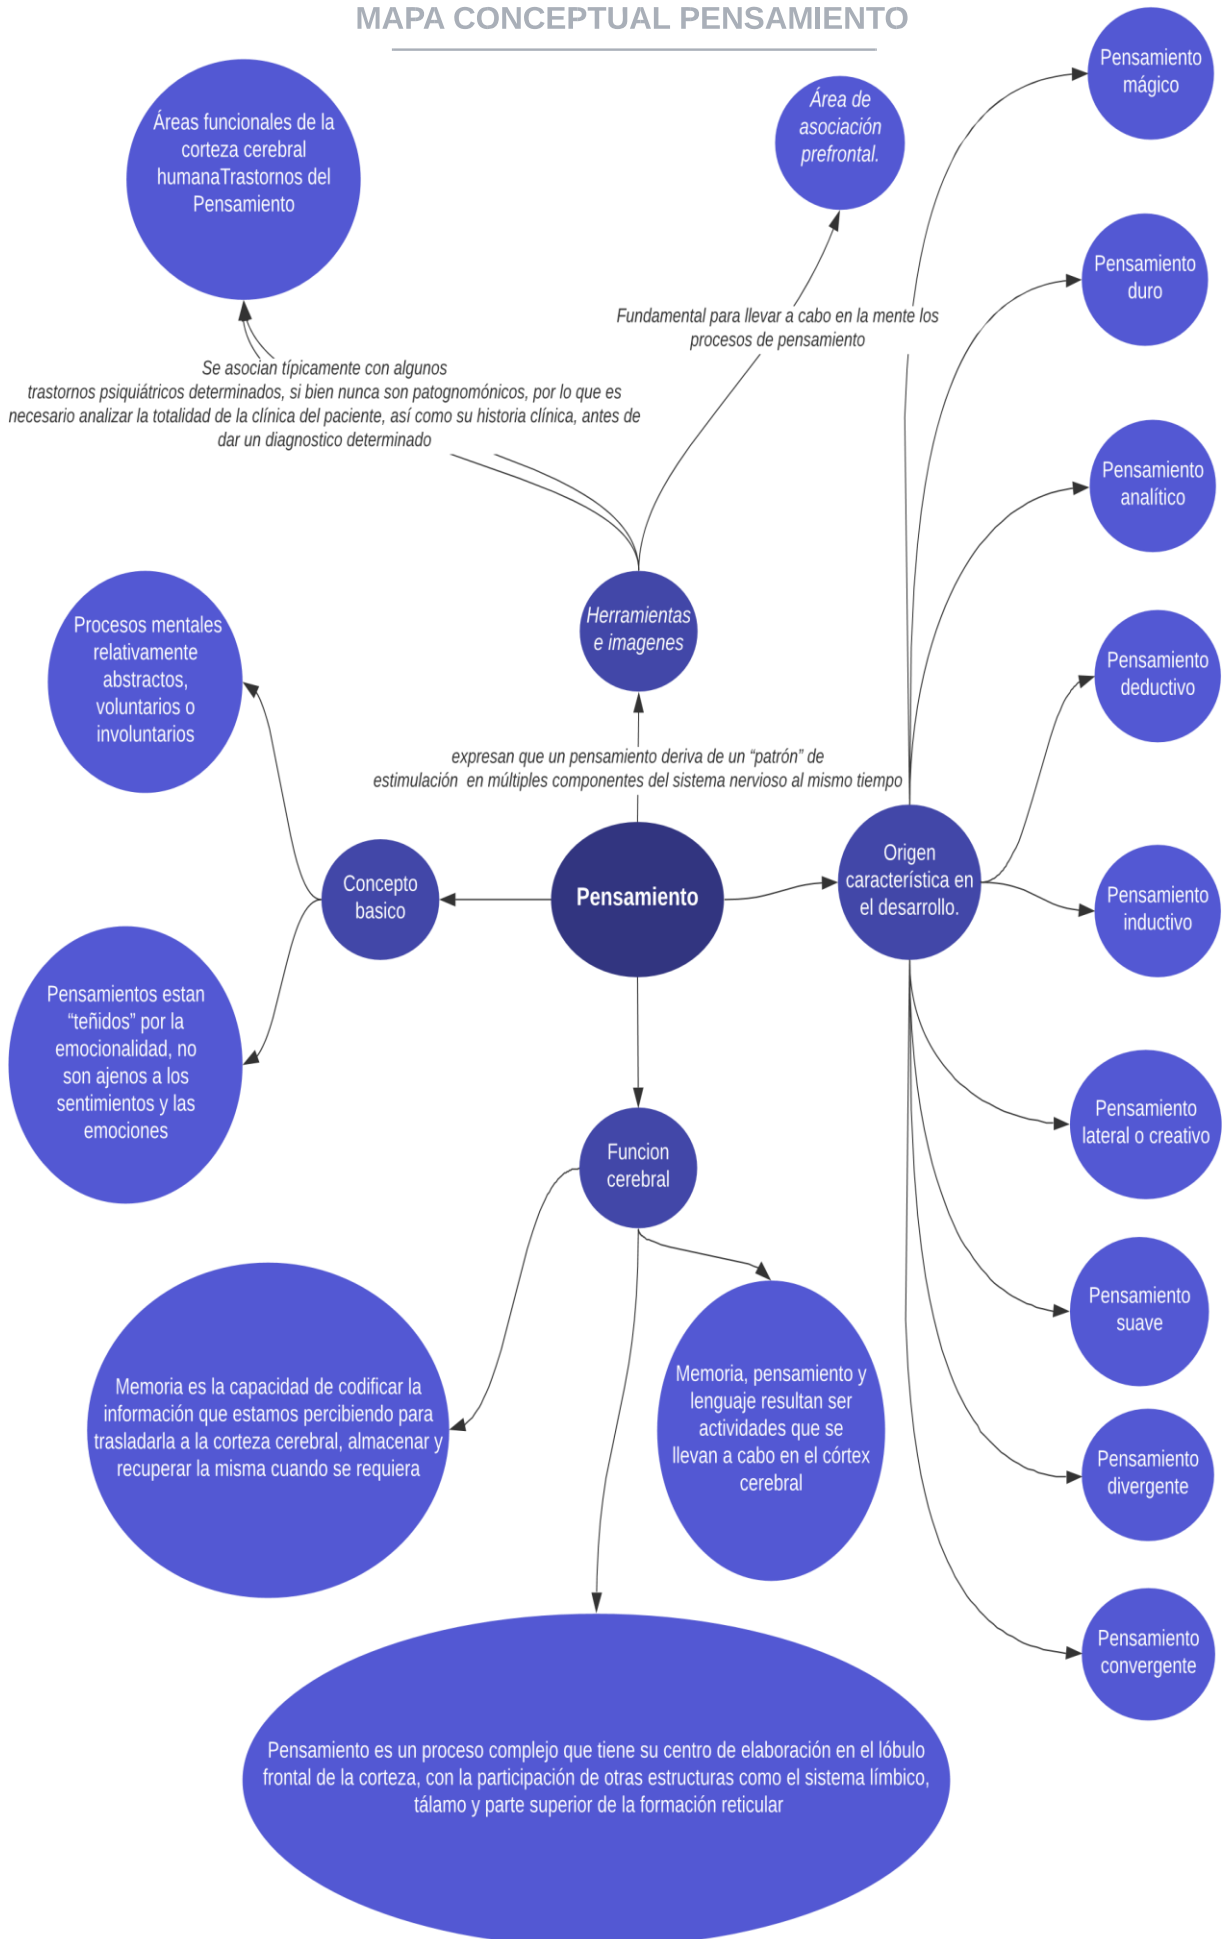 MAPA CONCEPTUAL PENSAMIENTO
Áreas funcionales de la
corteza cerebral
humanaTrastornos del
Pensamiento
Área de
asociación
prefrontal.
Pensamiento
mágico
Pensamiento
duro
Fundamental para llevar a cabo en la mente los
procesos de pensamiento
Se asocian típicamente con algunos
trastornos psiquiátricos determinados, si bien nunca son patognomónicos, por lo que es
necesario analizar la totalidad de la clínica del paciente, así como su historia clínica, antes de
dar un diagnostico determinado
Pensamiento
analítico
Herramientas
e imagenes
Procesos mentales
relativamente
abstractos,
voluntarios o
involuntarios
Pensamiento
deductivo
expresan que un pensamiento deriva de un “patrón” de
estimulación  en múltiples componentes del sistema nervioso al mismo tiempo
Concepto
basico
Pensamiento
Origen
característica en
el desarrollo.
Pensamiento
inductivo
Pensamientos estan
“teñidos” por la
emocionalidad, no
son ajenos a los
sentimientos y las
emociones
Pensamiento
lateral o creativo
Funcion
cerebral
Pensamiento
suave
Memoria es la capacidad de codificar la
información que estamos percibiendo para
trasladarla a la corteza cerebral, almacenar y
recuperar la misma cuando se requiera
Memoria, pensamiento y
lenguaje resultan ser
actividades que se
llevan a cabo en el córtex
cerebral
Pensamiento
divergente
Pensamiento
convergente
Pensamiento es un proceso complejo que tiene su centro de elaboración en el lóbulo
frontal de la corteza, con la participación de otras estructuras como el sistema límbico,
tálamo y parte superior de la formación reticular